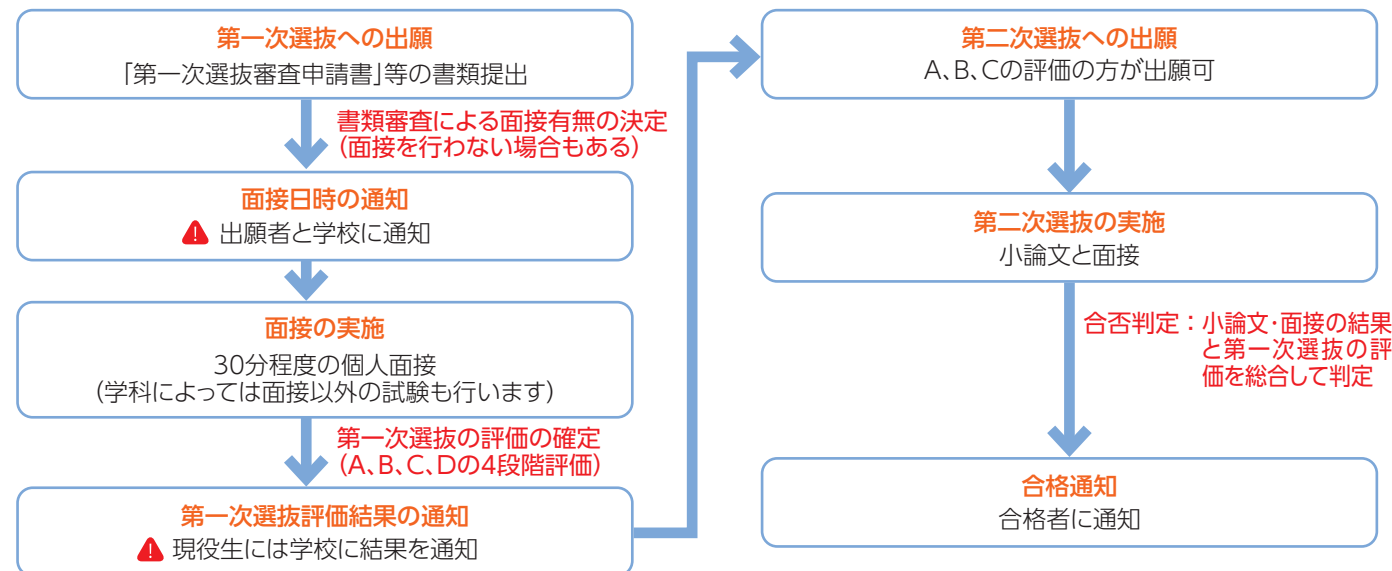 第一次選抜への出願
「第一次選抜審査申請書」等の書類提出
書類審査による面接有無の決定
(面接を行わない場合もある)
面接日時の通知
出願者と学校に通知
面接の実施
30分程度の個人面接
(学科によっては面接以外の試験も行います)
第一次選抜の評価の確定
(A、B、C、Dの4段階評価)
第一次選抜評価結果の通知
現役生には学校に結果を通知
第二次選抜への出願
A、B、Cの評価の方が出願可
第二次選抜の実施
小論文と面接
合否判定:小論文・面接の結果
と第一次選抜の評
価を総合して判定
合格通知
合格者に通知